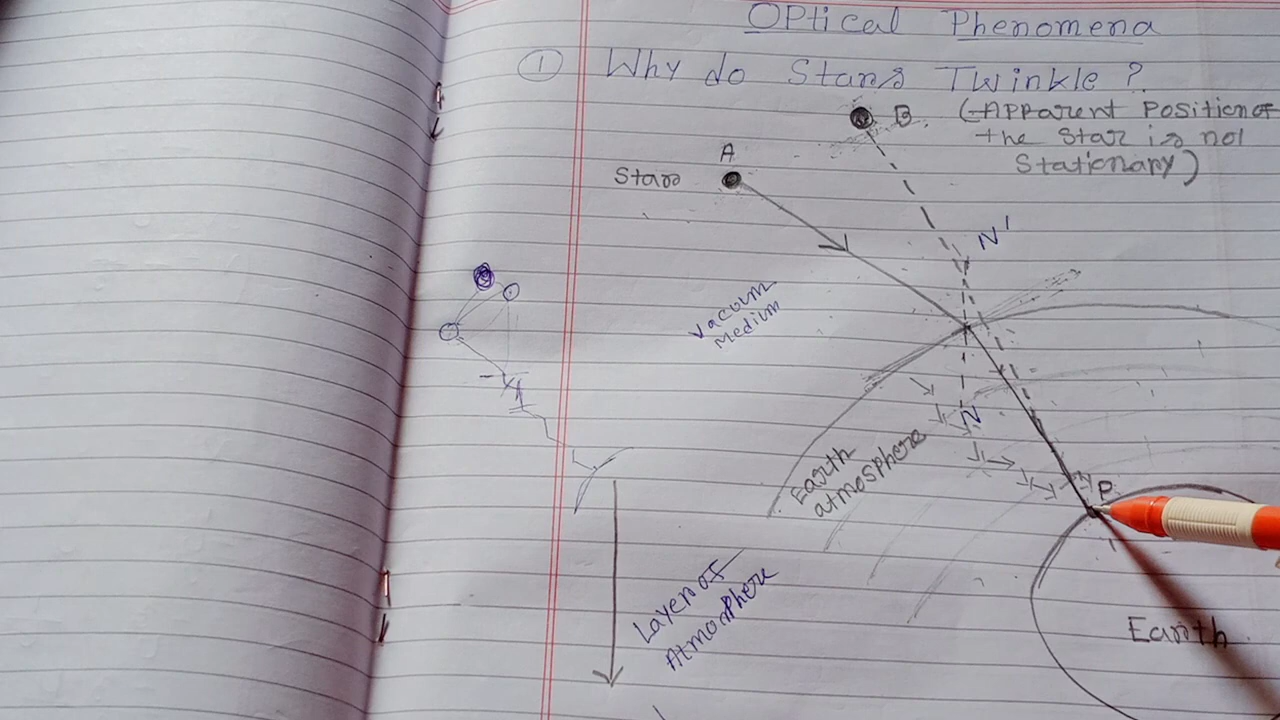 Optical Phenomena
① Why do Stars Twinkle?
B (Apparent Position of
the Star is not
Stationary)
A
Stars
N'
Vacuum
Medium
N
Earth
atmosphere
P
Layer of
Atmosphere
Earth